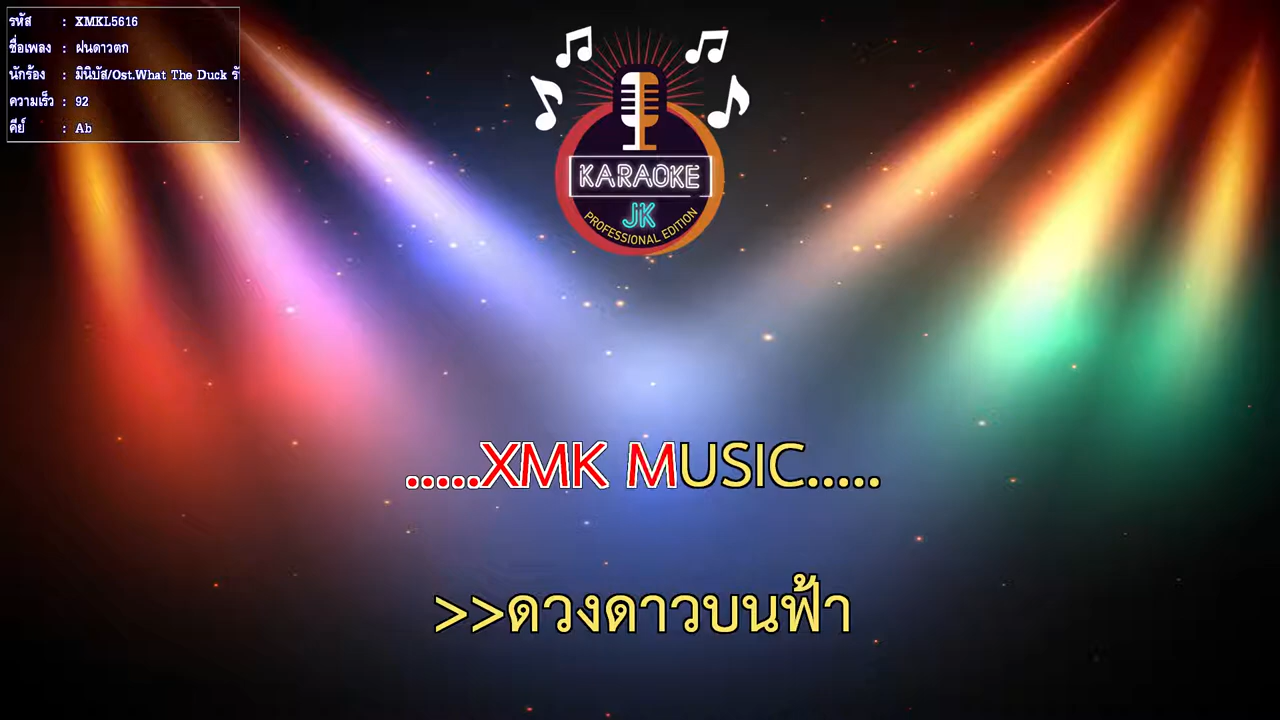 รหัส : XMKL5616
ชื่อเพลง : ฝนดาวตก
นักร้อง : มินิบัส/Ost.What The Duck รั
ความเร็ว : 92
คีย์ : Ab
KARAOKE
JK
PROFESSIONAL EDITION
.....XMK MUSIC.....
>>ดวงดาวบนฟ้า